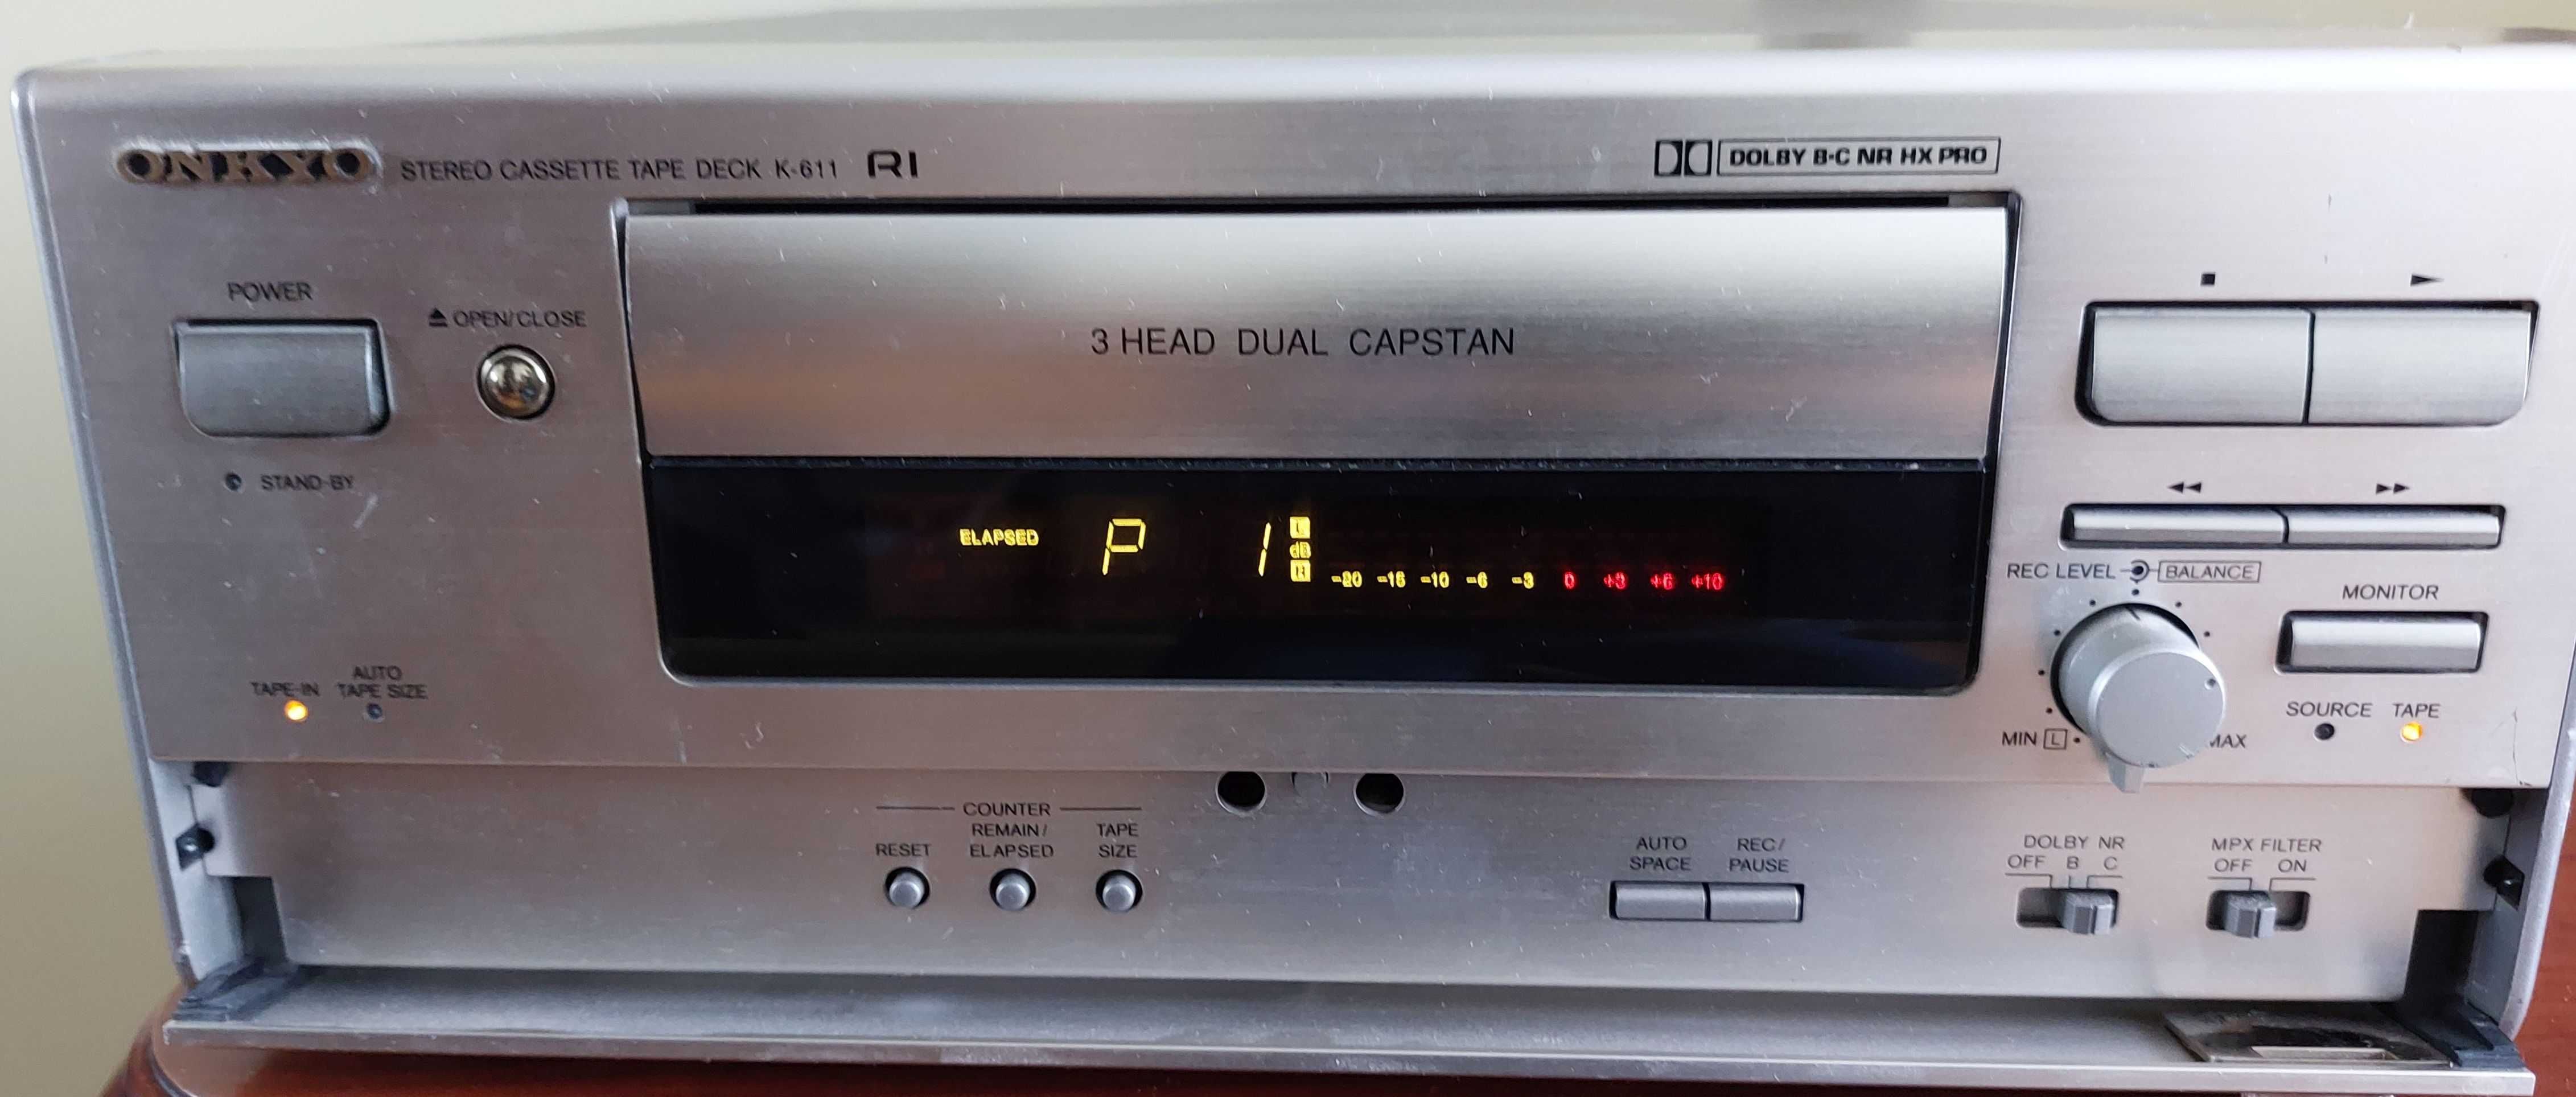 ONKYO STEREO CASSETTE TAPE DECK K-611 RI
DOLBY B·C NR HX PRO
POWER
OPEN/CLOSE
3 HEAD DUAL CAPSTAN
STAND-BY
ELAPSED P 1
L
dB
R
-20 -16 -10 -6 -3 0 +3 +6 +10
REC LEVEL BALANCE
MONITOR
MIN L MAX
SOURCE TAPE
TAPE-IN
AUTO
TAPE SIZE
COUNTER
RESET
REMAIN/
ELAPSED
TAPE
SIZE
AUTO
SPACE
REC/
PAUSE
DOLBY NR
OFF B C
MPX FILTER
OFF ON